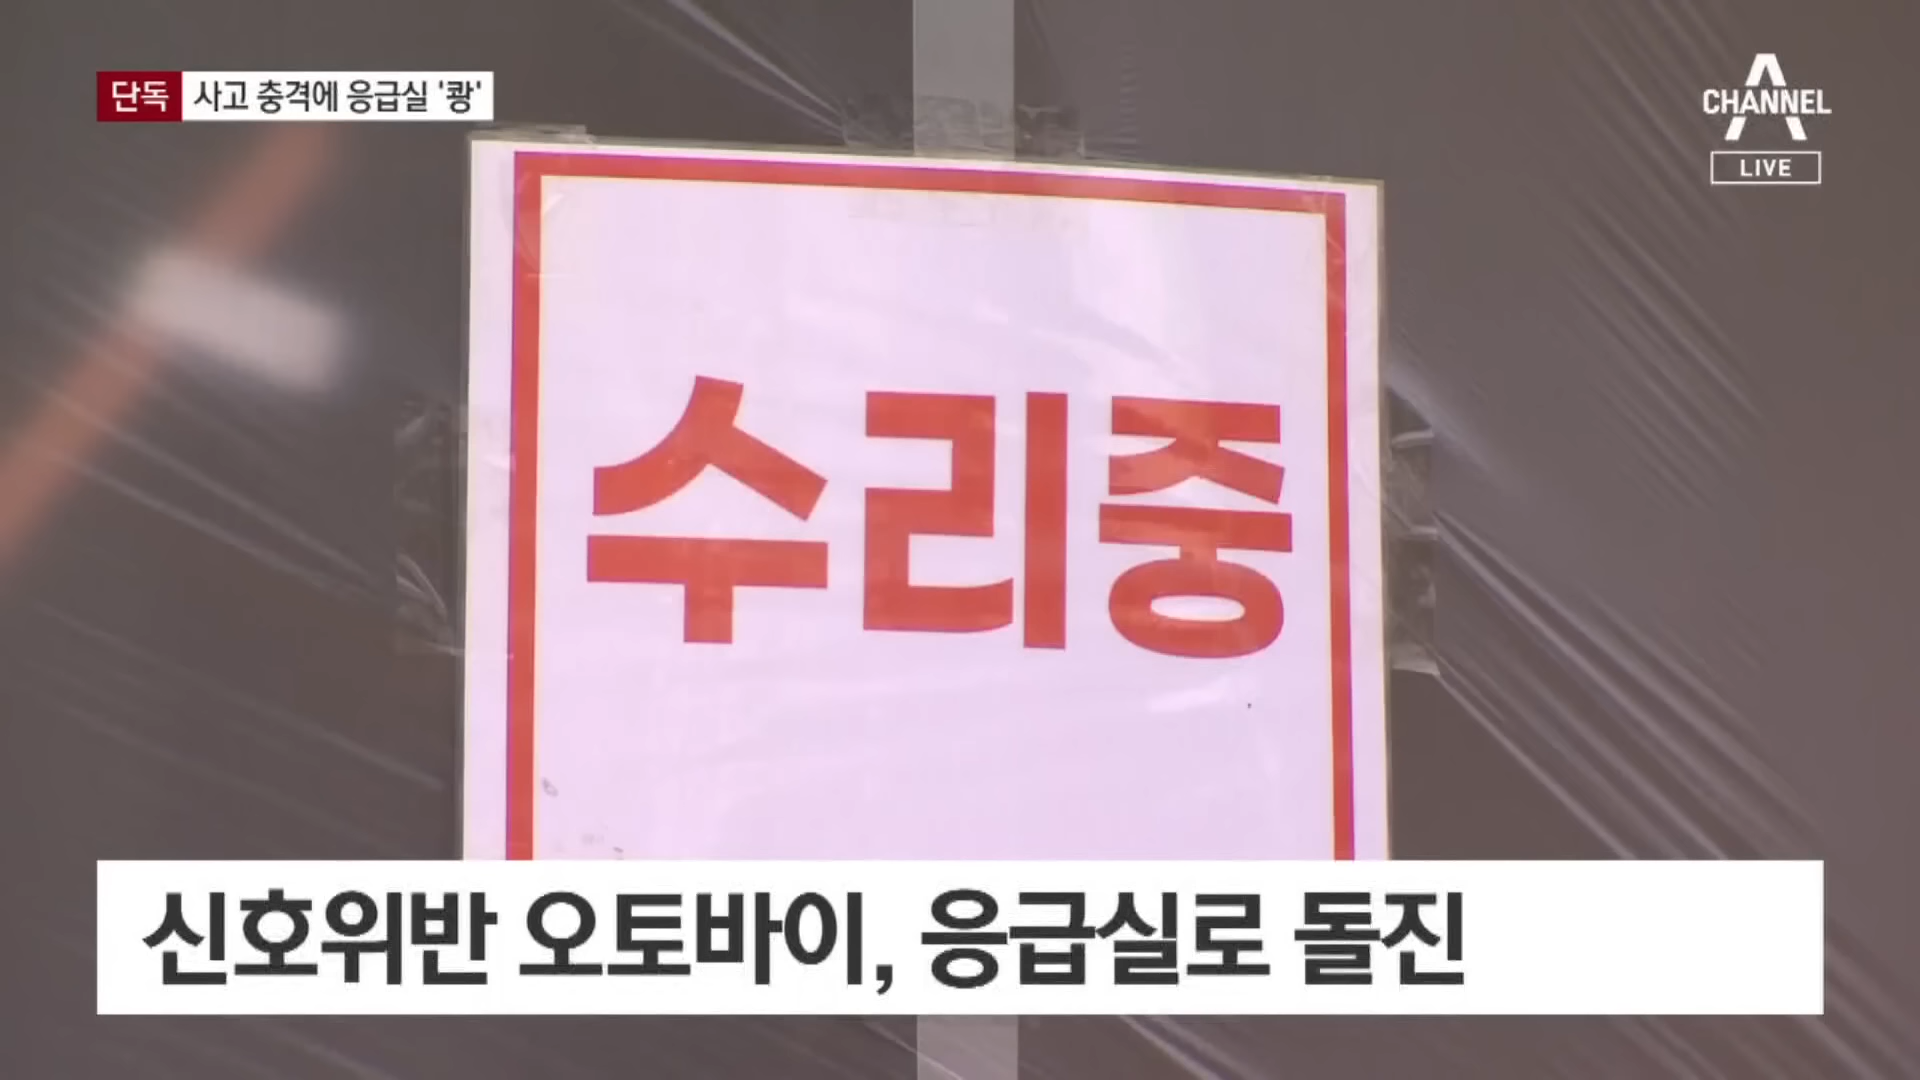 단독 사고 충격에 응급실 '쾅'
CHANNEL A
LIVE
수리중
신호위반 오토바이, 응급실로 돌진